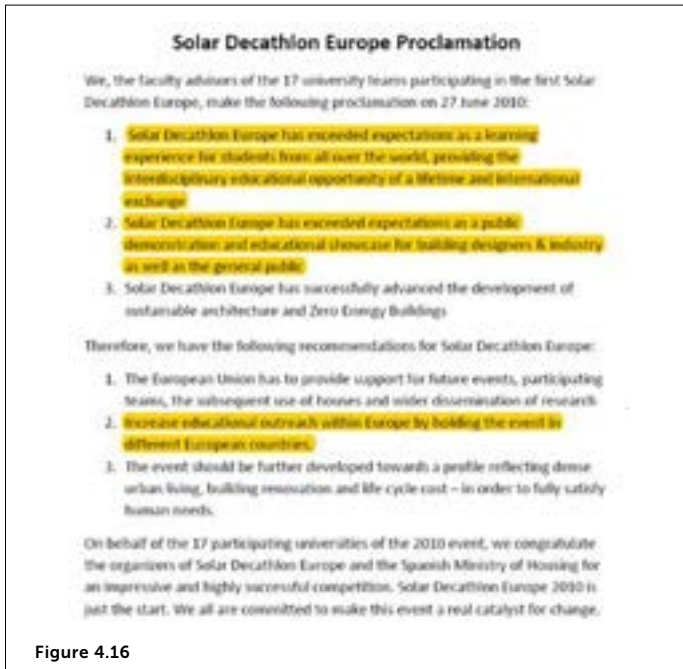 Solar Decathlon Europe Proclamation
We, the faculty advisors of the 17 university teams participating in the first Solar
Decathlon Europe, make the following proclamation on 27 June 2010:
1. Solar Decathlon Europe has exceeded expectations as a learning
experience for students from all over the world, providing the
interdisciplinary educational opportunity of a lifetime and international
exchange
2. Solar Decathlon Europe has exceeded expectations as a public
demonstration and educational showcase for building designers & industry
as well as the general public
3. Solar Decathlon Europe has successfully advanced the development of
sustainable architecture and Zero Energy Buildings
Therefore, we have the following recommendations for Solar Decathlon Europe:
1. The European Union has to provide support for future events, participating
teams, the subsequent use of houses and wider dissemination of research
2. Increase educational outreach within Europe by holding the event in
different European countries.
3. The event should be further developed towards a profile reflecting dense
urban living, building renovation and life cycle cost – in order to fully satisfy
human needs.
On behalf of the 17 participating universities of the 2010 event, we congratulate
the organizers of Solar Decathlon Europe and the Spanish Ministry of Housing for
an impressive and highly successful competition. Solar Decathlon Europe 2010 is
just the start. We all are committed to make this event a real catalyst for change.
Figure 4.16